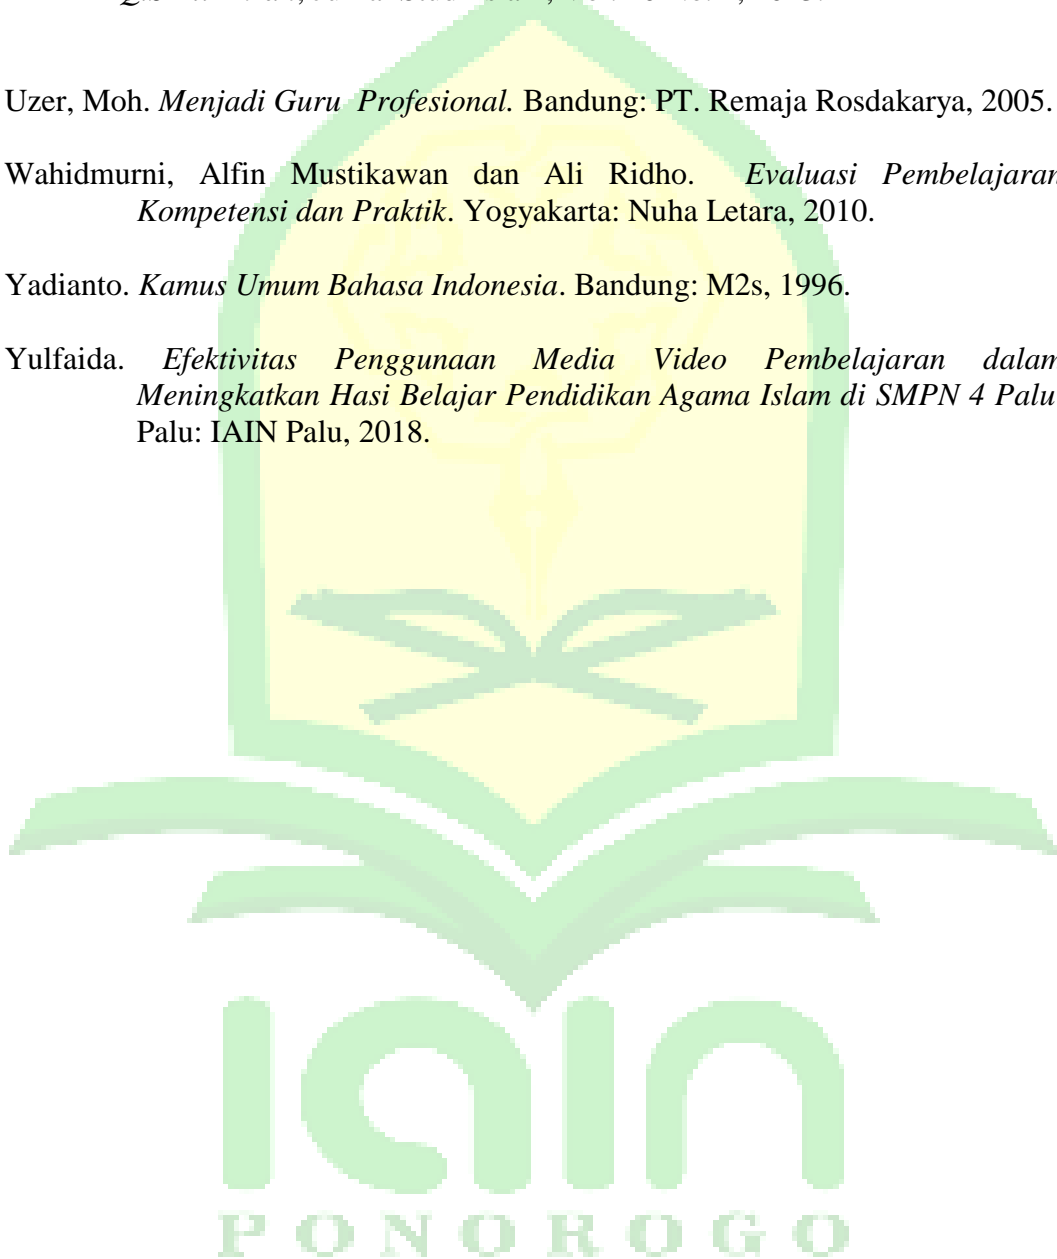 Uzer, Moh. Menjadi Guru Profesional. Bandung: PT. Remaja Rosdakarya, 2005.
Wahidmurni, Alfin Mustikawan dan Ali Ridho. Evaluasi Pembelajaran
Kompetensi dan Praktik. Yogyakarta: Nuha Letara, 2010.
Yadianto. Kamus Umum Bahasa Indonesia. Bandung: M2s, 1996.
Yulfaida. Efektivitas Penggunaan Media Video Pembelajaran dalam
Meningkatkan Hasi Belajar Pendidikan Agama Islam di SMPN 4 Palu
Palu: IAIN Palu, 2018.
iain
PONOROGO